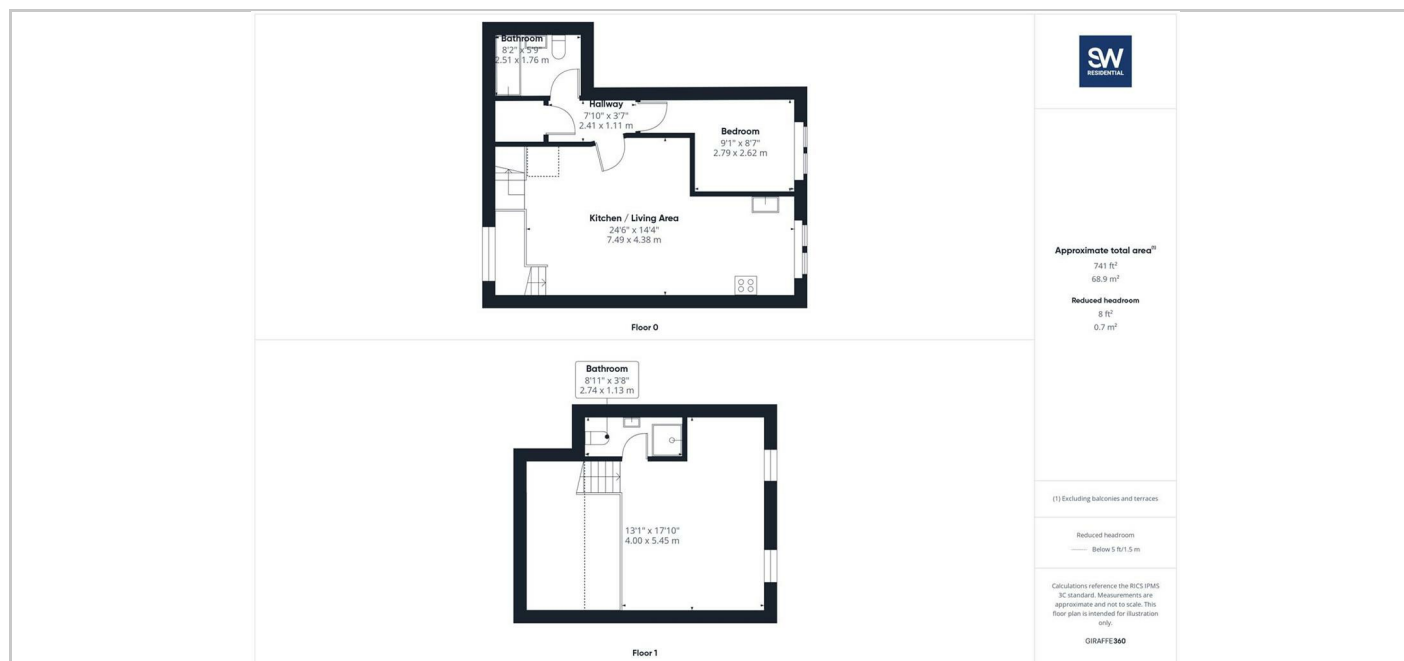 Bathroom
8'2" x 5'9"
2.51 x 1.76 m
Hallway
7'10" x 3'7"
2.41 x 1.11 m
Bedroom
9'1" x 8'7"
2.79 x 2.62 m
Kitchen / Living Area
24'6" x 14'4"
7.49 x 4.38 m
Floor 0
Bathroom
8'11" x 3'8"
2.74 x 1.13 m
13'1" x 17'10"
4.00 x 5.45 m
Floor 1
SW
RESIDENTIAL
Approximate total area(1)
741 ft²
68.9 m²
Reduced headroom
8 ft²
0.7 m²
(1) Excluding balconies and terraces
Reduced headroom
Below 5 ft/1.5 m
Calculations reference the RICS IPMS
3C standard. Measurements are
approximate and not to scale. This
floor plan is intended for illustration
only.
GIRAFFE360